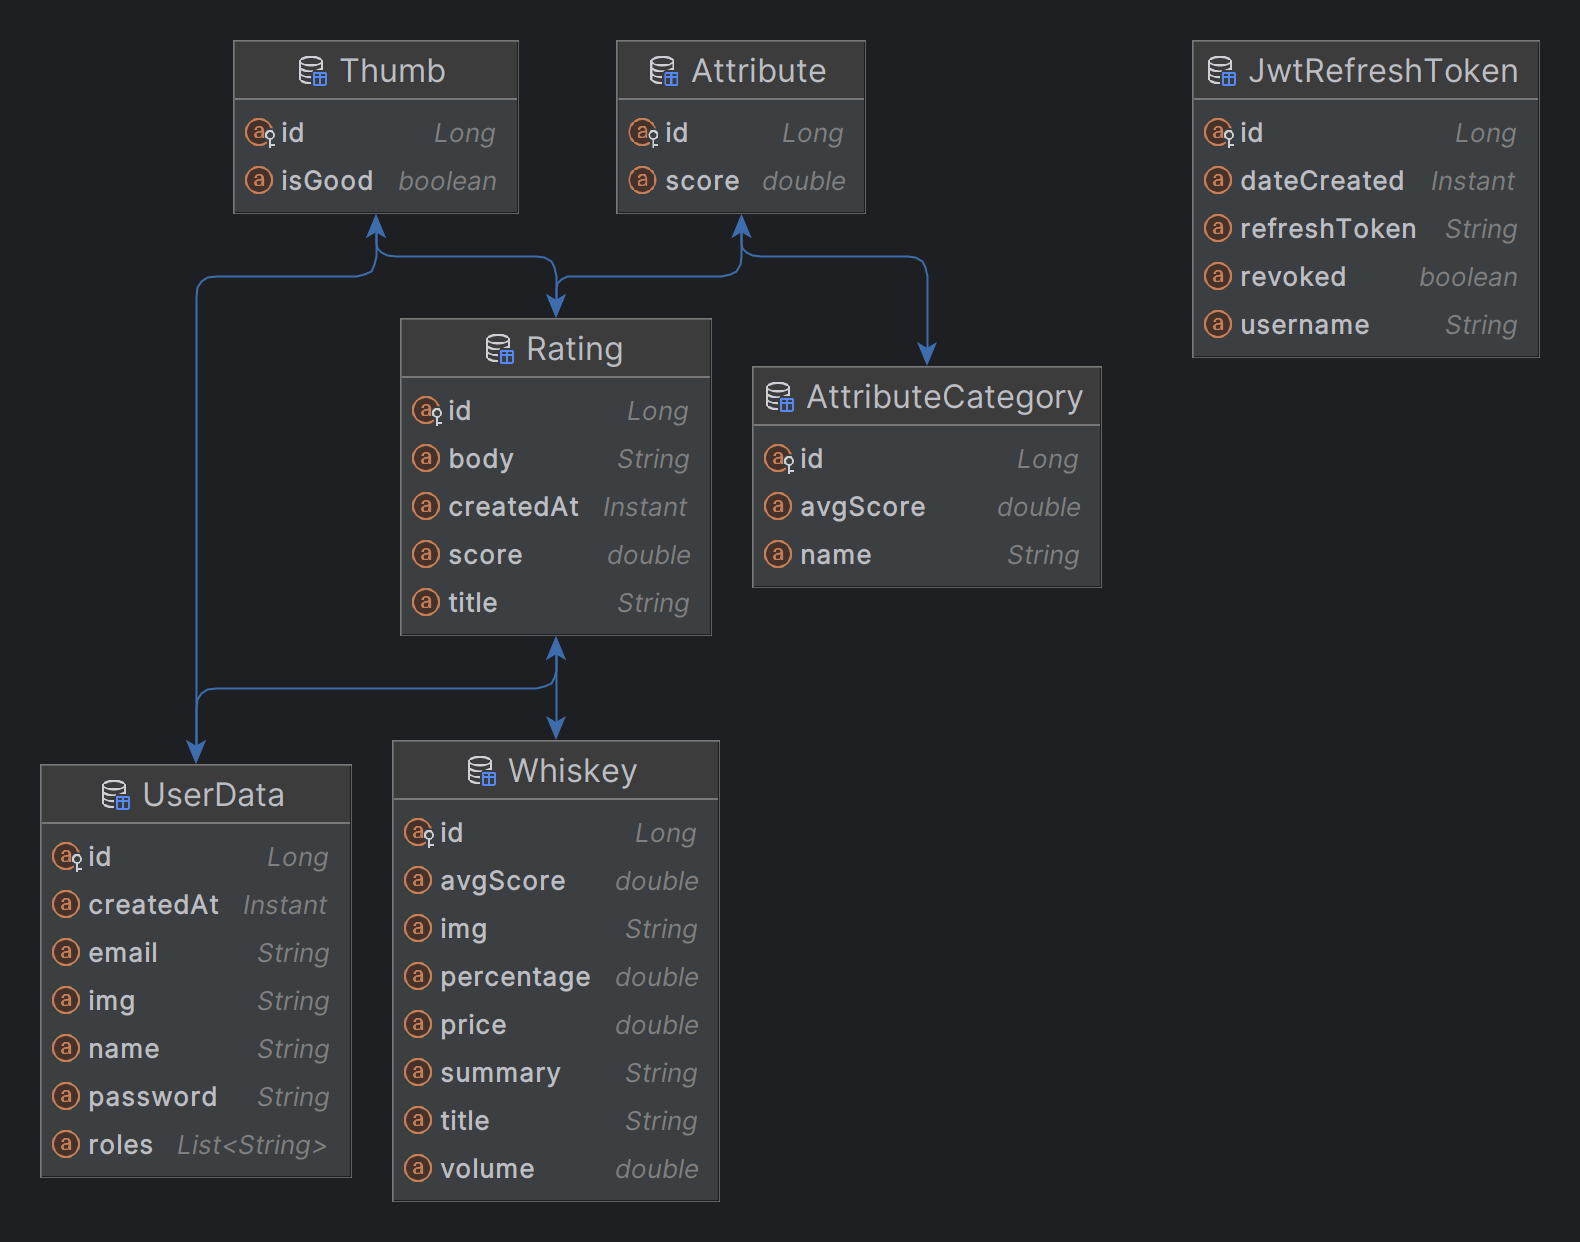 Thumb
id Long
isGood boolean
Attribute
id Long
score double
JwtRefreshToken
id Long
dateCreated Instant
refreshToken String
revoked boolean
username String
Rating
id Long
body String
createdAt Instant
score double
title String
AttributeCategory
id Long
avgScore double
name String
UserData
id Long
createdAt Instant
email String
img String
name String
password String
roles List<String>
Whiskey
id Long
avgScore double
img String
percentage double
price double
summary String
title String
volume double